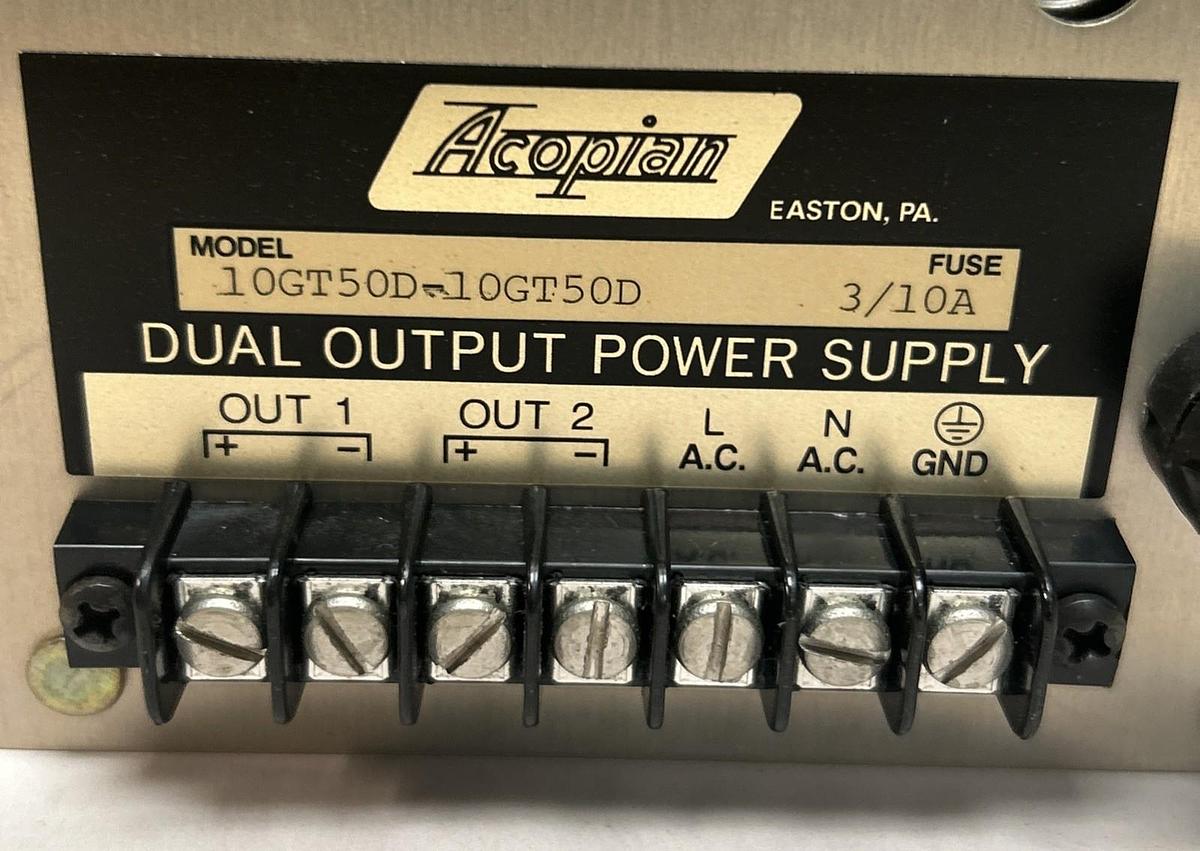 Acopian
EASTON, PA.
MODEL
FUSE
10GT50D-10GT50D
3/10A
DUAL OUTPUT POWER SUPPLY
OUT 1 OUT 2 L N
+ − + − A.C. A.C. GND